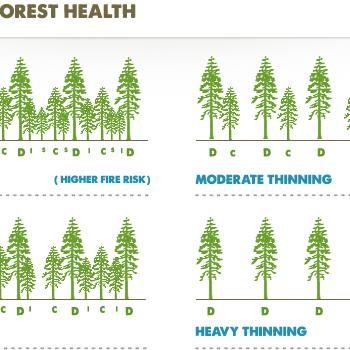 OREST HEALTH
C D I S C S D I C S I D
D C D C D
( HIGHER FIRE RISK )
MODERATE THINNING
C D I C D I C I D
D D D
HEAVY THINNING